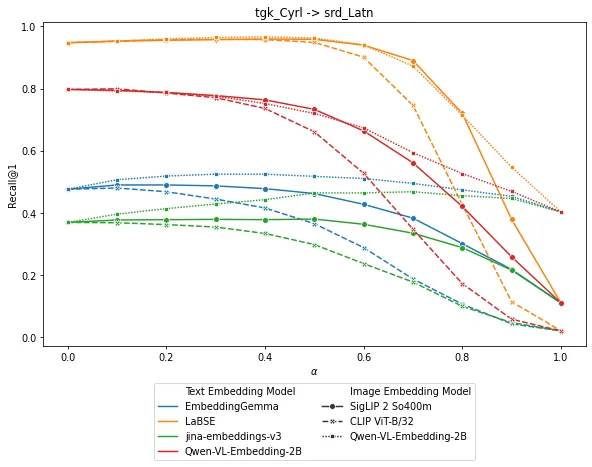 tgk_Cyrl -> srd_Latn
1.0
0.8
0.6
0.4
0.2
0.0
Recall@1
0.0 0.2 0.4 0.6 0.8 1.0
α
Text Embedding Model Image Embedding Model
EmbeddingGemma SigLIP 2 So400m
LaBSE CLIP ViT-B/32
jina-embeddings-v3 Qwen-VL-Embedding-2B
Qwen-VL-Embedding-2B